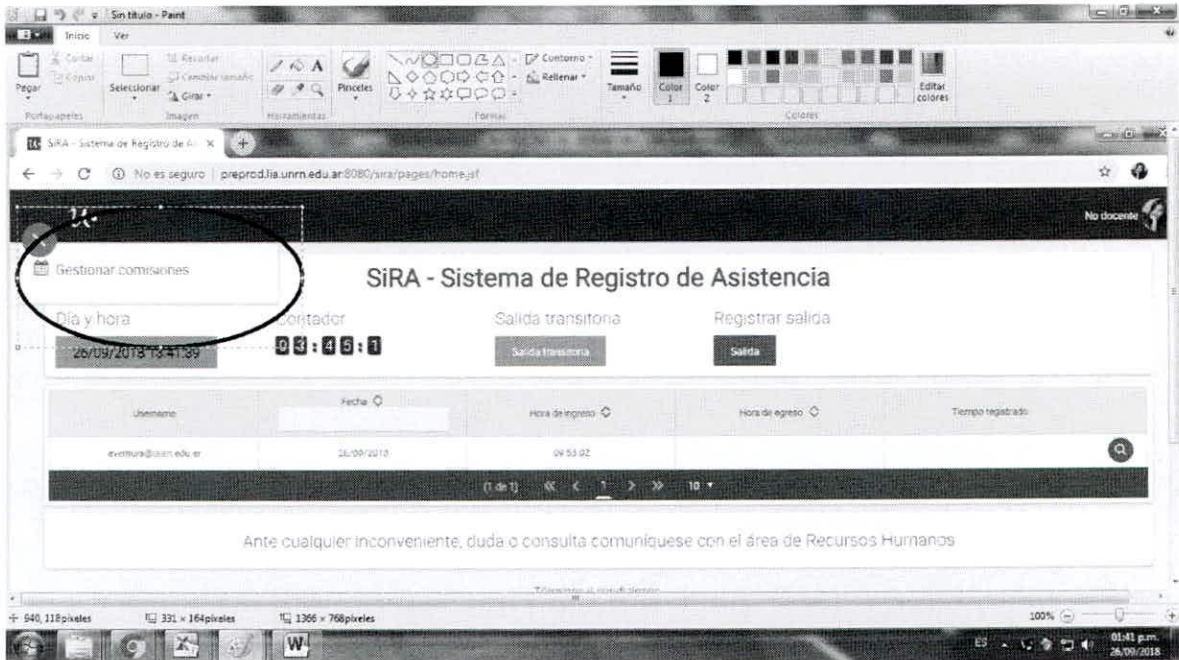 Sin título - Paint
Inicio Ver
Pegar
Cortar
Copiar
Portapapeles
Seleccionar
Recortar
Cambiar tamaño
Girar
Imagen
Herramientas
Pinceles
Contorno
Rellenar
Formas
Tamaño
Color 1
Color 2
Editar colores
Colores
SiRA - Sistema de Registro de A
No es seguro | preprod.lia.unrn.edu.ar:8080/sira/pages/home.jsf
No docente
Gestionar comisiones
SiRA - Sistema de Registro de Asistencia
Día y hora Contador Salida transitoria Registrar salida
26/09/2018 13:41:39 03:45:1 Salida transitoria Salida
Username Fecha Hora de ingreso Hora de egreso Tiempo registrado
26/09/2018 09:53:02
(1 de 1) 1 10
Ante cualquier inconveniente, duda o consulta comuníquese con el área de Recursos Humanos
640, 118píxeles 331 × 164píxeles 1366 × 768píxeles 100%
ES 01:41 p.m.
26/09/2018